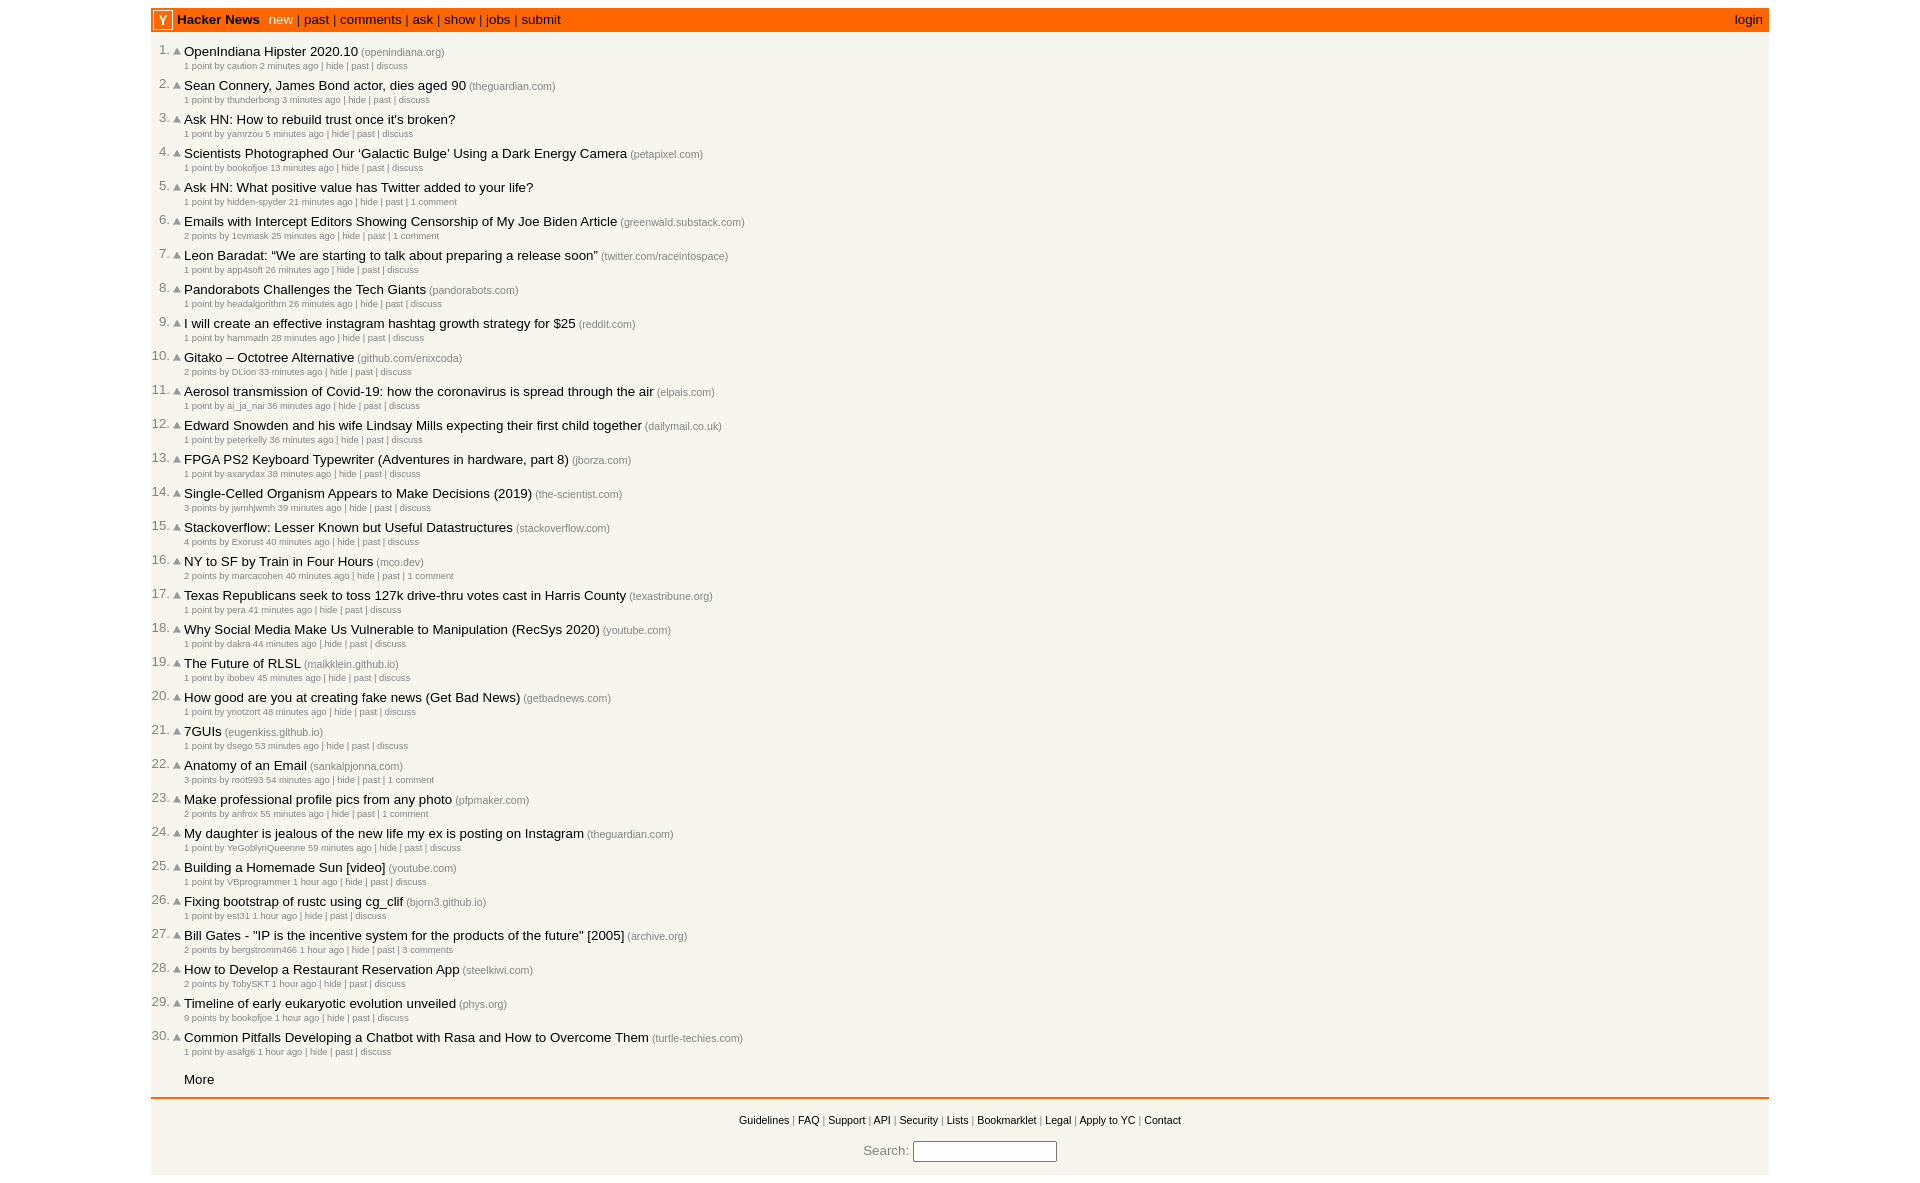 Y Hacker News new | past | comments | ask | show | jobs | submit login
1. OpenIndiana Hipster 2020.10 (openindiana.org)
1 point by caution 2 minutes ago | hide | past | discuss
2. Sean Connery, James Bond actor, dies aged 90 (theguardian.com)
1 point by thunderbong 3 minutes ago | hide | past | discuss
3. Ask HN: How to rebuild trust once it's broken?
1 point by yamrzou 5 minutes ago | hide | past | discuss
4. Scientists Photographed Our ‘Galactic Bulge’ Using a Dark Energy Camera (petapixel.com)
1 point by bookofjoe 13 minutes ago | hide | past | discuss
5. Ask HN: What positive value has Twitter added to your life?
1 point by hidden-spyder 21 minutes ago | hide | past | 1 comment
6. Emails with Intercept Editors Showing Censorship of My Joe Biden Article (greenwald.substack.com)
2 points by 1cvmask 25 minutes ago | hide | past | 1 comment
7. Leon Baradat: “We are starting to talk about preparing a release soon” (twitter.com/raceintospace)
1 point by app4soft 26 minutes ago | hide | past | discuss
8. Pandorabots Challenges the Tech Giants (pandorabots.com)
1 point by headalgorithm 26 minutes ago | hide | past | discuss
9. I will create an effective instagram hashtag growth strategy for $25 (reddit.com)
1 point by hammadn 28 minutes ago | hide | past | discuss
10. Gitako – Octotree Alternative (github.com/enixcoda)
2 points by DLion 33 minutes ago | hide | past | discuss
11. Aerosol transmission of Covid-19: how the coronavirus is spread through the air (elpais.com)
1 point by ai_ja_nai 36 minutes ago | hide | past | discuss
12. Edward Snowden and his wife Lindsay Mills expecting their first child together (dailymail.co.uk)
1 point by peterkelly 36 minutes ago | hide | past | discuss
13. FPGA PS2 Keyboard Typewriter (Adventures in hardware, part 8) (jborza.com)
1 point by axarydax 38 minutes ago | hide | past | discuss
14. Single-Celled Organism Appears to Make Decisions (2019) (the-scientist.com)
3 points by jwmhjwmh 39 minutes ago | hide | past | discuss
15. Stackoverflow: Lesser Known but Useful Datastructures (stackoverflow.com)
4 points by Exorust 40 minutes ago | hide | past | discuss
16. NY to SF by Train in Four Hours (mco.dev)
2 points by marcacohen 40 minutes ago | hide | past | 1 comment
17. Texas Republicans seek to toss 127k drive-thru votes cast in Harris County (texastribune.org)
1 point by pera 41 minutes ago | hide | past | discuss
18. Why Social Media Make Us Vulnerable to Manipulation (RecSys 2020) (youtube.com)
1 point by dakra 44 minutes ago | hide | past | discuss
19. The Future of RLSL (maikklein.github.io)
1 point by ibobev 45 minutes ago | hide | past | discuss
20. How good are you at creating fake news (Get Bad News) (getbadnews.com)
1 point by ynotzort 48 minutes ago | hide | past | discuss
21. 7GUIs (eugenkiss.github.io)
1 point by dsego 53 minutes ago | hide | past | discuss
22. Anatomy of an Email (sankalpjonna.com)
3 points by root993 54 minutes ago | hide | past | 1 comment
23. Make professional profile pics from any photo (pfpmaker.com)
2 points by anfrox 55 minutes ago | hide | past | 1 comment
24. My daughter is jealous of the new life my ex is posting on Instagram (theguardian.com)
1 point by YeGoblynQueenne 59 minutes ago | hide | past | discuss
25. Building a Homemade Sun [video] (youtube.com)
1 point by VBprogrammer 1 hour ago | hide | past | discuss
26. Fixing bootstrap of rustc using cg_clif (bjorn3.github.io)
1 point by est31 1 hour ago | hide | past | discuss
27. Bill Gates - "IP is the incentive system for the products of the future" [2005] (archive.org)
2 points by bergstromm466 1 hour ago | hide | past | 3 comments
28. How to Develop a Restaurant Reservation App (steelkiwi.com)
2 points by TobySKT 1 hour ago | hide | past | discuss
29. Timeline of early eukaryotic evolution unveiled (phys.org)
9 points by bookofjoe 1 hour ago | hide | past | discuss
30. Common Pitfalls Developing a Chatbot with Rasa and How to Overcome Them (turtle-techies.com)
1 point by asafg6 1 hour ago | hide | past | discuss
More
Guidelines | FAQ | Support | API | Security | Lists | Bookmarklet | Legal | Apply to YC | Contact
Search: